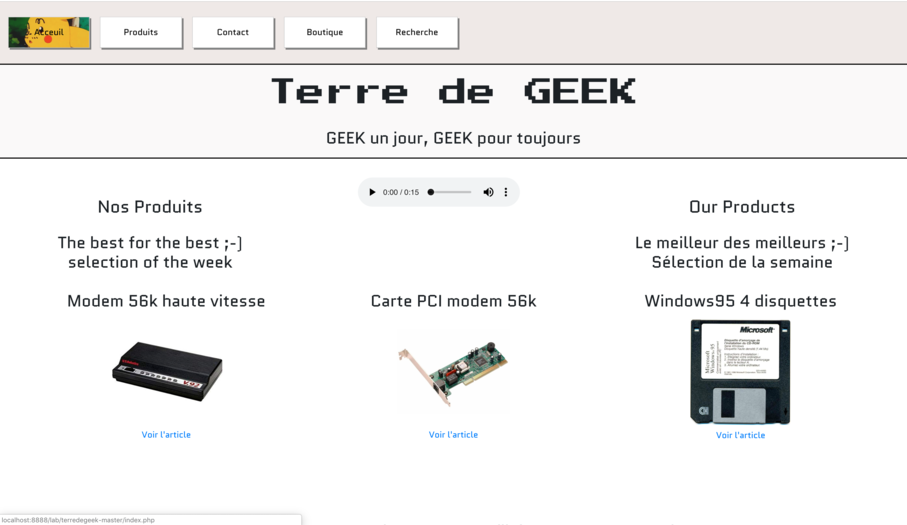 Acceuil
Produits
Contact
Boutique
Recherche
Terre de GEEK
GEEK un jour, GEEK pour toujours
0:00 / 0:15
Nos Produits
The best for the best ;-)
selection of the week
Our Products
Le meilleur des meilleurs ;-)
Sélection de la semaine
Modem 56k haute vitesse
Carte PCI modem 56k
Windows95 4 disquettes
Microsoft
Voir l'article
Voir l'article
Voir l'article
localhost:8888/lab/terredegeek-master/index.php